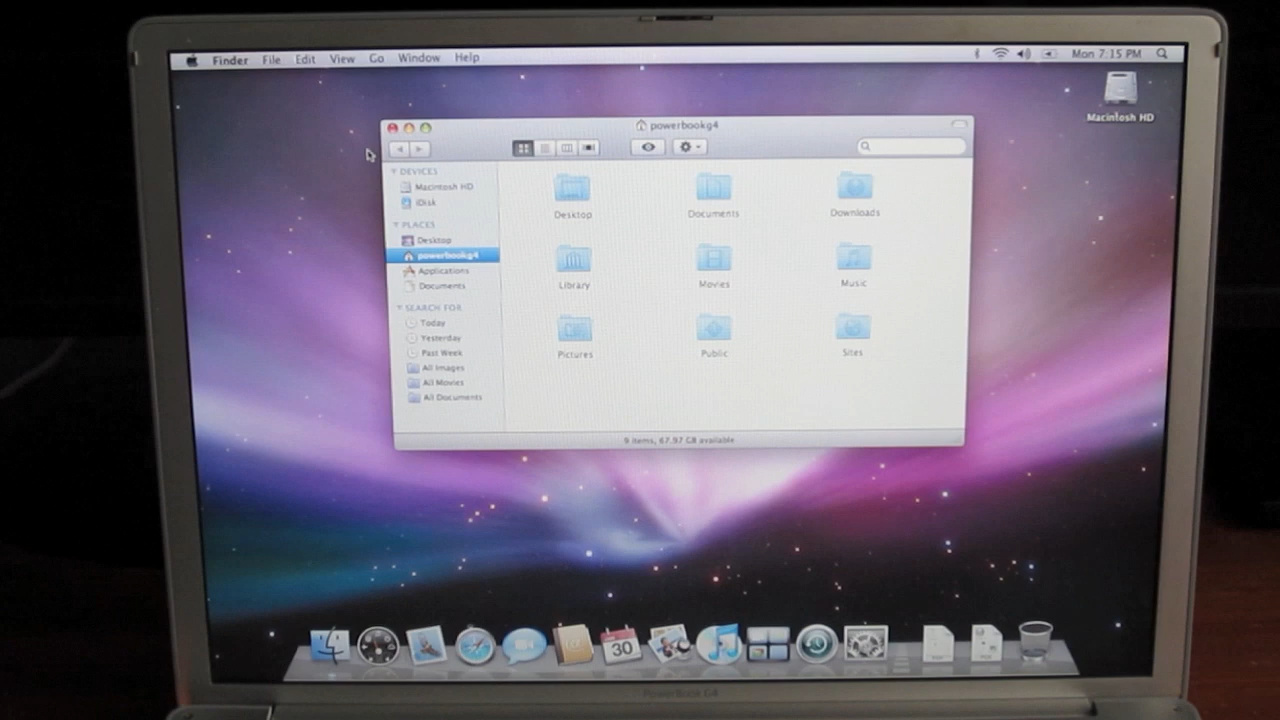 Finder File Edit View Go Window Help Mon 7:15 PM
Macintosh HD
powerbookg4
DEVICES
Macintosh HD
iDisk
PLACES
Desktop
powerbookg4
Applications
Documents
SEARCH FOR
Today
Yesterday
Past Week
All Images
All Movies
All Documents
Desktop Documents Downloads
Library Movies Music
Pictures Public Sites
9 items, 67.97 GB available
30
PowerBook G4